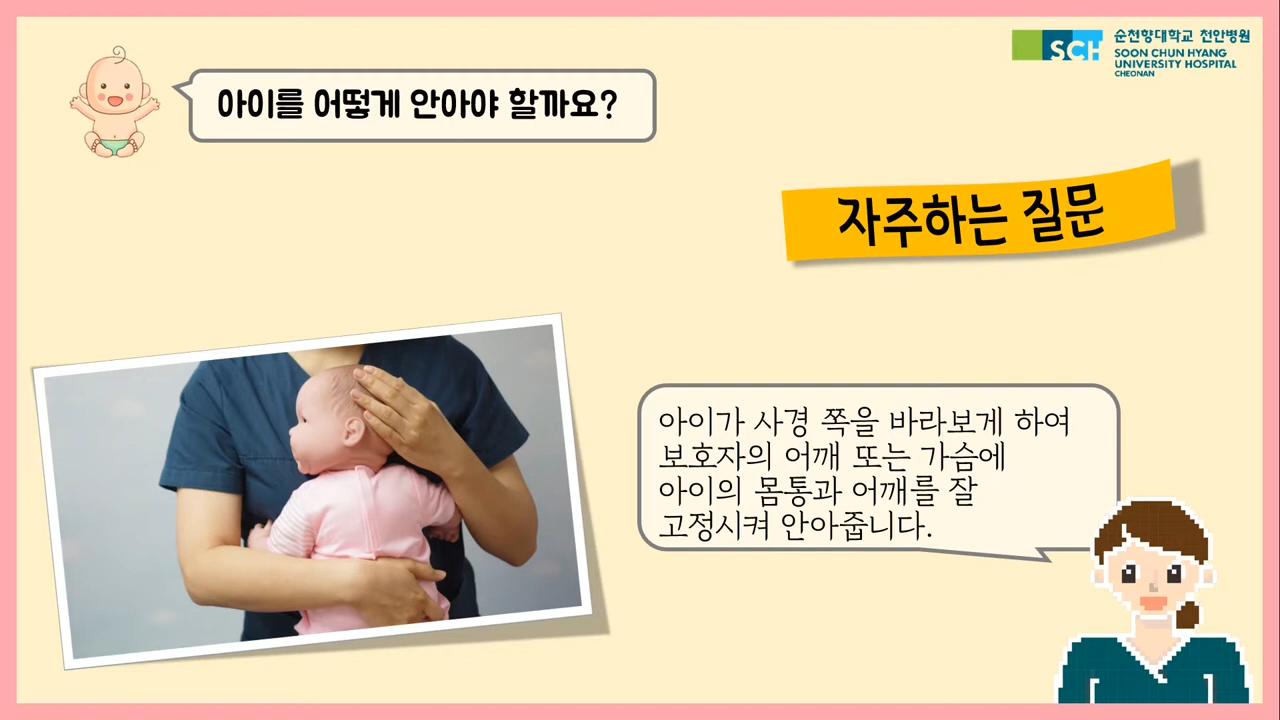 SCH
순천향대학교 천안병원
SOON CHUN HYANG
UNIVERSITY HOSPITAL
CHEONAN
아이를 어떻게 안아야 할까요?
자주하는 질문
아이가 사경 쪽을 바라보게 하여
보호자의 어깨 또는 가슴에
아이의 몸통과 어깨를 잘
고정시켜 안아줍니다.